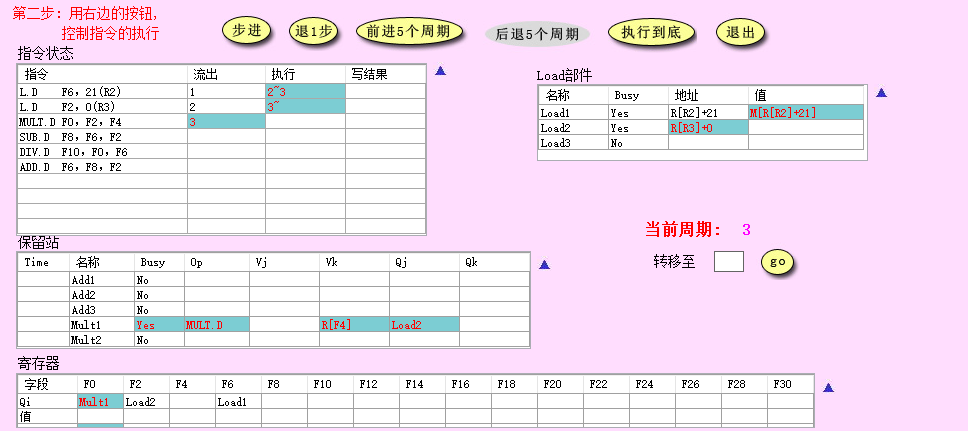 第二步：用右边的按钮，
控制指令的执行
步进 退1步 前进5个周期 后退5个周期 执行到底 退出
指令状态
指令 流出 执行 写结果
L.D F6，21(R2) 1 2~3
L.D F2，0(R3) 2 3~
MULT.D F0，F2，F4 3
SUB.D F8，F6，F2
DIV.D F10，F0，F6
ADD.D F6，F8，F2
Load部件
名称 Busy 地址 值
Load1 Yes R[R2]+21 M[R[R2]+21]
Load2 Yes R[R3]+0
Load3 No
当前周期： 3
转移至 go
保留站
Time 名称 Busy Op Vj Vk Qj Qk
Add1 No
Add2 No
Add3 No
Mult1 Yes MULT.D R[F4] Load2
Mult2 No
寄存器
字段 F0 F2 F4 F6 F8 F10 F12 F14 F16 F18 F20 F22 F24 F26 F28 F30
Qi Mult1 Load2 Load1
值